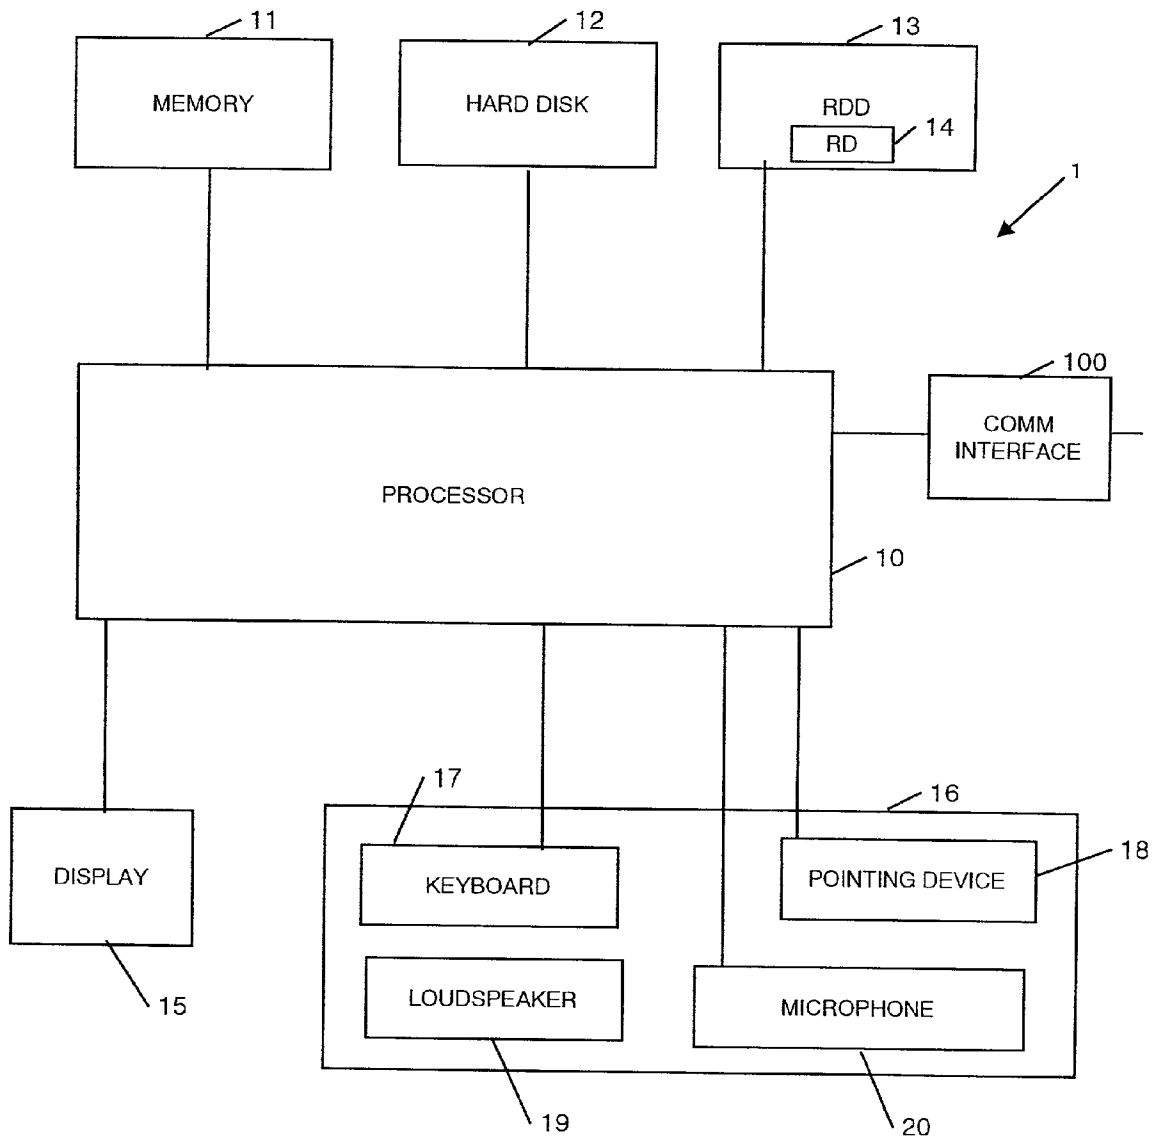 11
12
13
MEMORY
HARD DISK
RDD
14
RD
1
100
COMM
INTERFACE
PROCESSOR
10
17
16
18
DISPLAY
KEYBOARD
POINTING DEVICE
15
LOUDSPEAKER
MICROPHONE
19
20